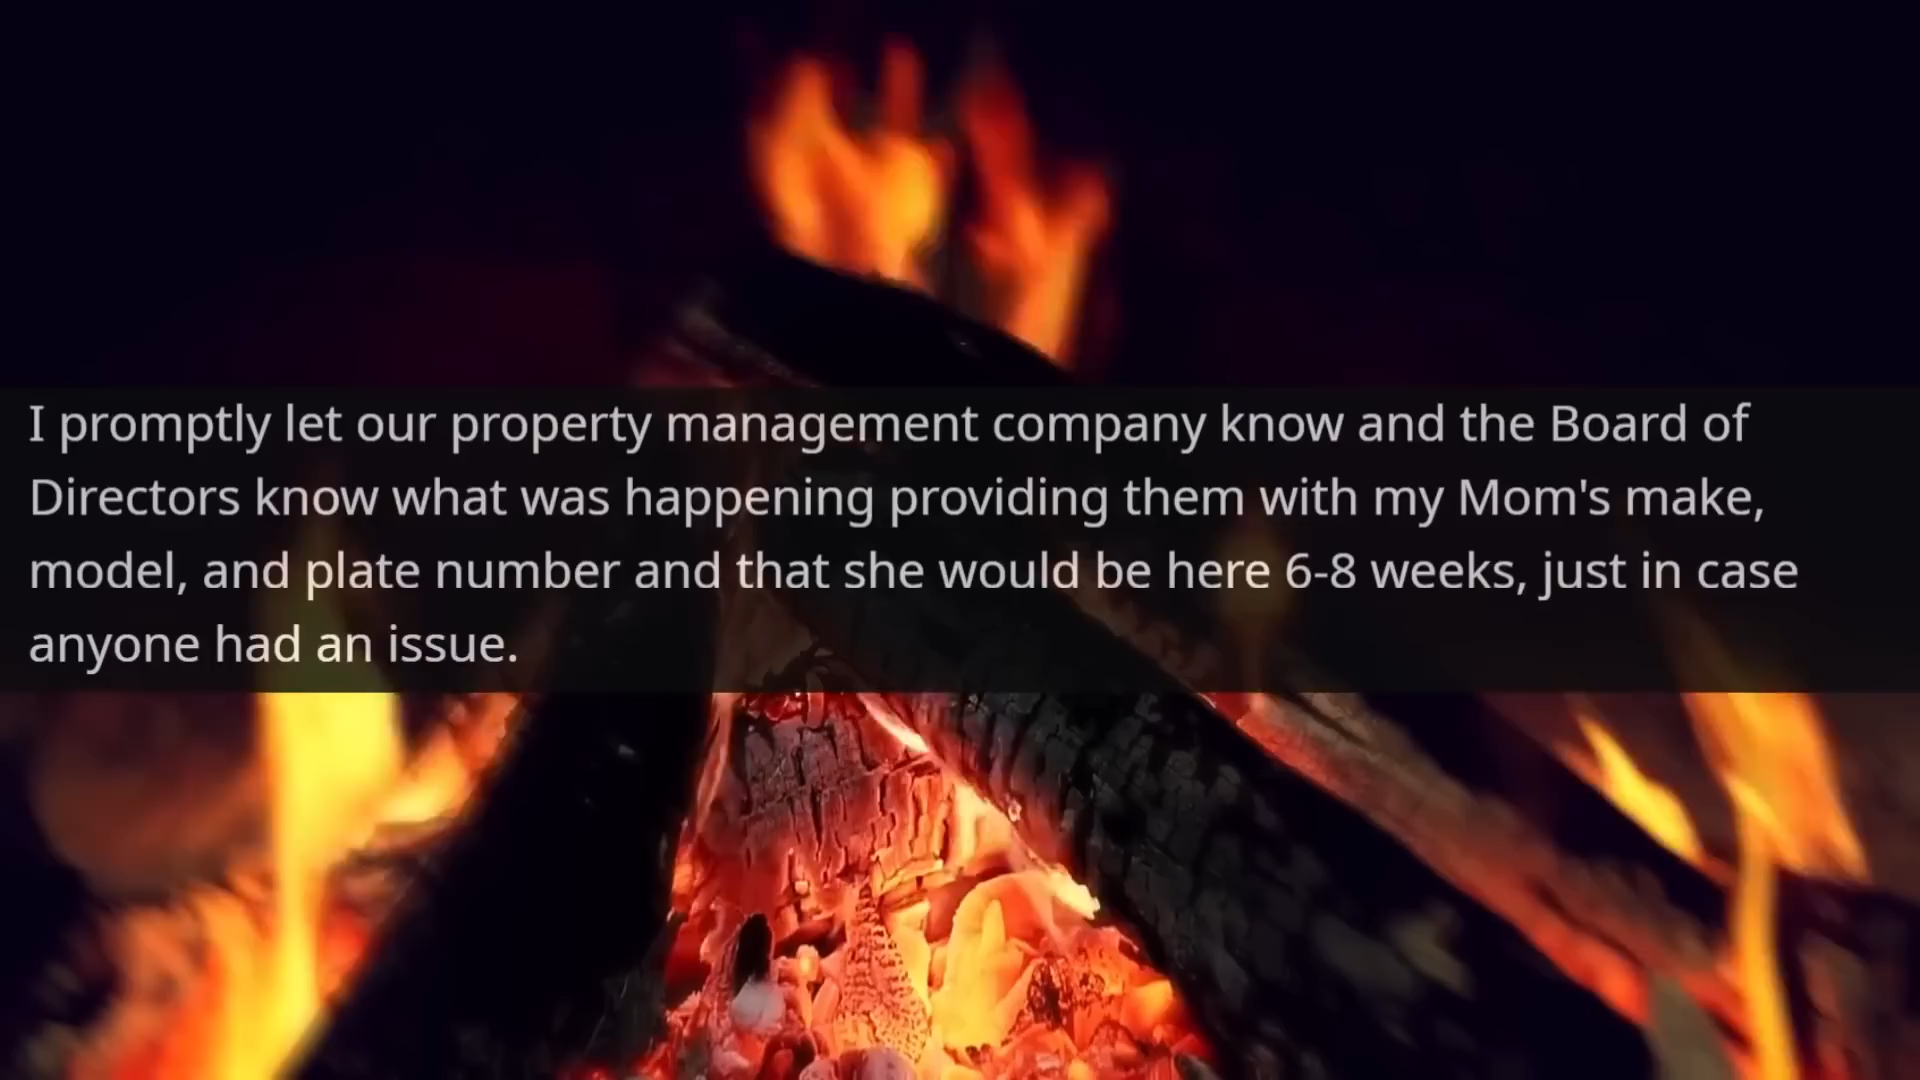 I promptly let our property management company know and the Board of
Directors know what was happening providing them with my Mom's make,
model, and plate number and that she would be here 6-8 weeks, just in case
anyone had an issue.